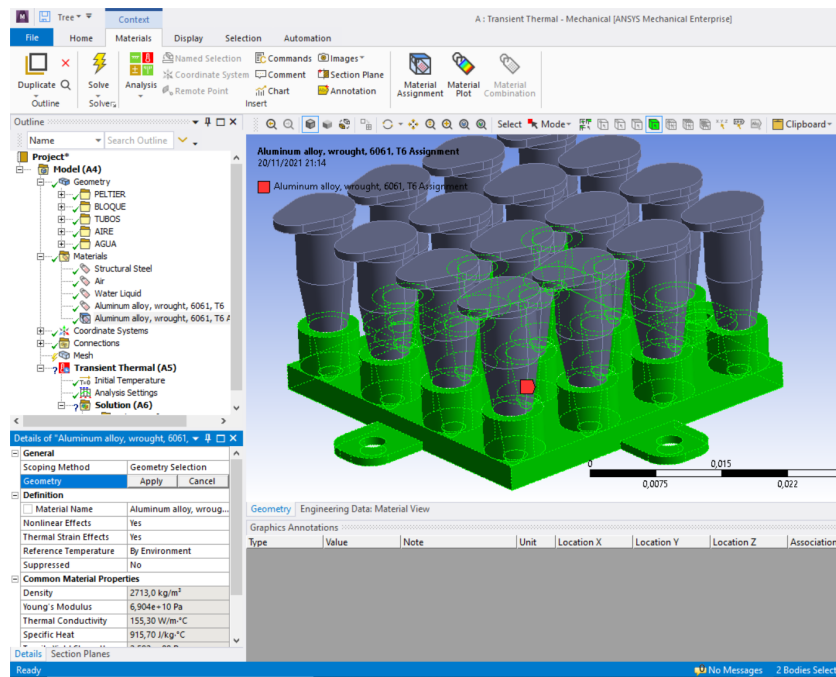 M Tree Context A : Transient Thermal - Mechanical [ANSYS Mechanical Enterprise]
File Home Materials Display Selection Automation
Duplicate
Outline
Solve
Solver
Analysis
Named Selection
Coordinate System
Remote Point
Commands
Comment
Chart
Images
Section Plane
Annotation
Insert
Material Assignment
Material Plot
Material Combination
Outline
Name Search Outline
Select Mode Clipboard
Project*
Model (A4)
Geometry
PELTIER
BLOQUE
TUBOS
AIRE
AGUA
Materials
Structural Steel
Air
Water Liquid
Aluminum alloy, wrought, 6061, T6
Aluminum alloy, wrought, 6061, T6 A
Coordinate Systems
Connections
Mesh
Transient Thermal (A5)
Initial Temperature
Analysis Settings
Solution (A6)
Aluminum alloy, wrought, 6061, T6 Assignment
20/11/2021 21:14
Aluminum alloy, wrought, 6061, T6 Assignment
0 0,015
0,0075 0,022
Details of "Aluminum alloy, wrought, 6061,
General
Scoping Method Geometry Selection
Geometry Apply Cancel
Definition
Material Name Aluminum alloy, wroug...
Nonlinear Effects Yes
Thermal Strain Effects Yes
Reference Temperature By Environment
Suppressed No
Common Material Properties
Density 2713,0 kg/m³
Young's Modulus 6,904e+10 Pa
Thermal Conductivity 155,30 W/m·°C
Specific Heat 915,70 J/kg·°C
Details Section Planes
Geometry Engineering Data: Material View
Graphics Annotations
Type Value Note Unit Location X Location Y Location Z Association
Ready No Messages 2 Bodies Select